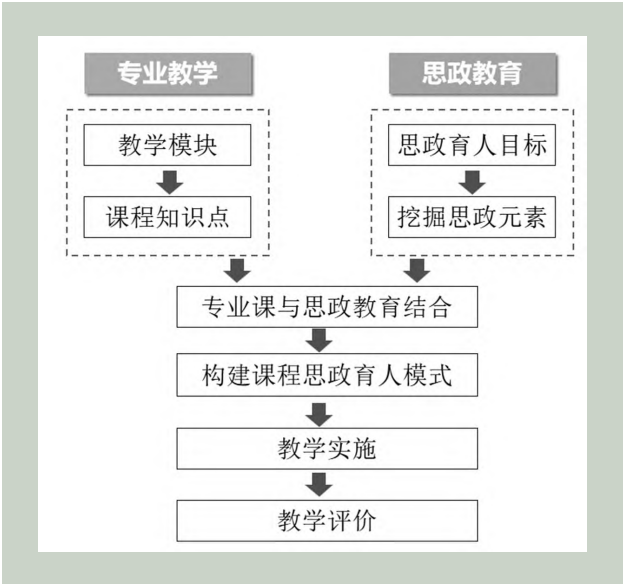 专业教学
思政教育
教学模块
课程知识点
思政育人目标
挖掘思政元素
专业课与思政教育结合
构建课程思政育人模式
教学实施
教学评价